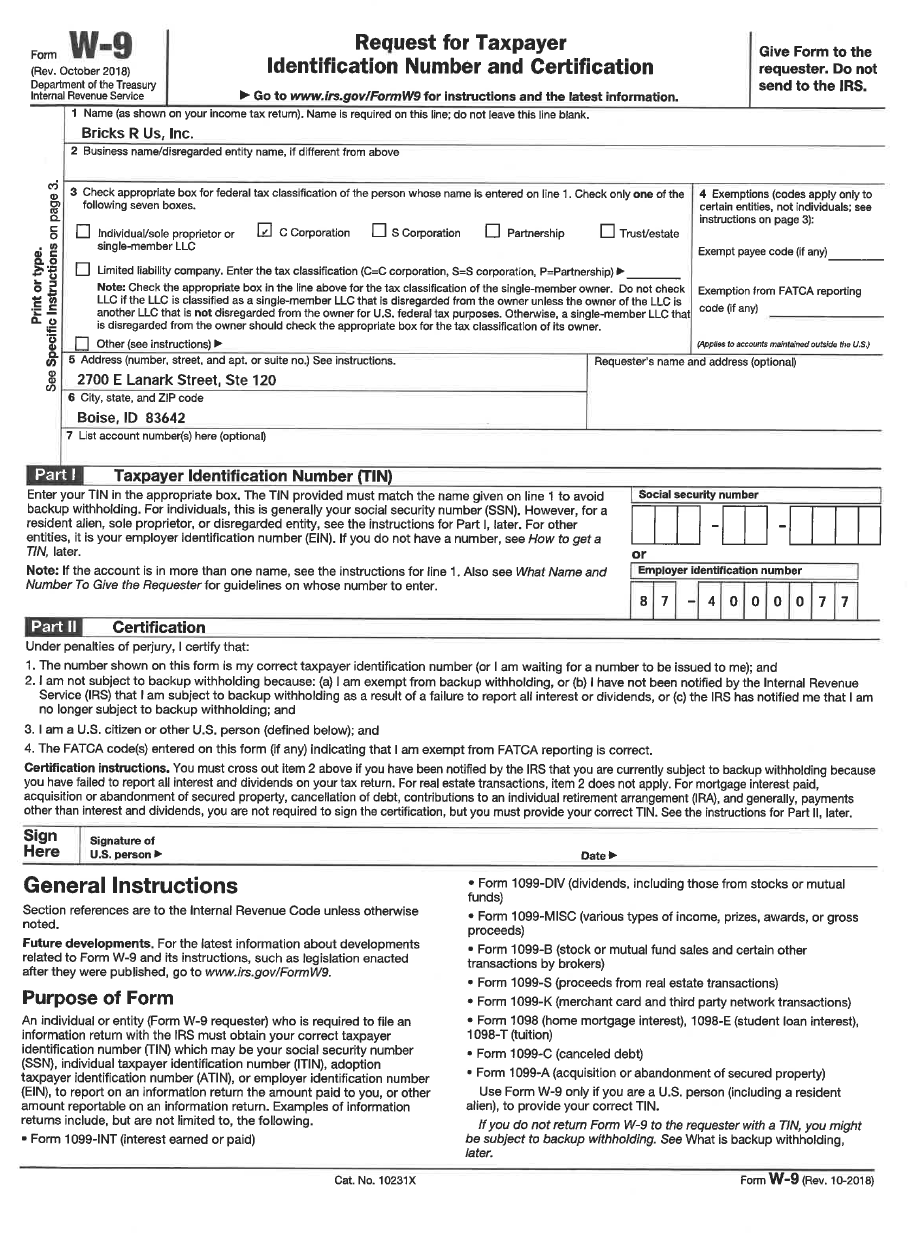 Form W-9
(Rev. October 2018)
Department of the Treasury
Internal Revenue Service
Request for Taxpayer
Identification Number and Certification
▶ Go to www.irs.gov/FormW9 for instructions and the latest information.
Give Form to the
requester. Do not
send to the IRS.
Print or type.
See Specific Instructions on page 3.
1 Name (as shown on your income tax return). Name is required on this line; do not leave this line blank.
Bricks R Us, Inc.
2 Business name/disregarded entity name, if different from above
3 Check appropriate box for federal tax classification of the person whose name is entered on line 1. Check only one of the
following seven boxes.
Individual/sole proprietor or
single-member LLC
C Corporation
S Corporation
Partnership
Trust/estate
Limited liability company. Enter the tax classification (C=C corporation, S=S corporation, P=Partnership) ▶
Note: Check the appropriate box in the line above for the tax classification of the single-member owner. Do not check
LLC if the LLC is classified as a single-member LLC that is disregarded from the owner unless the owner of the LLC is
another LLC that is not disregarded from the owner for U.S. federal tax purposes. Otherwise, a single-member LLC that
is disregarded from the owner should check the appropriate box for the tax classification of its owner.
Other (see instructions) ▶
4 Exemptions (codes apply only to
certain entities, not individuals; see
instructions on page 3):
Exempt payee code (if any)
Exemption from FATCA reporting
code (if any)
(Applies to accounts maintained outside the U.S.)
5 Address (number, street, and apt. or suite no.) See instructions.
2700 E Lanark Street, Ste 120
Requester's name and address (optional)
6 City, state, and ZIP code
Boise, ID 83642
7 List account number(s) here (optional)
Part I Taxpayer Identification Number (TIN)
Enter your TIN in the appropriate box. The TIN provided must match the name given on line 1 to avoid
backup withholding. For individuals, this is generally your social security number (SSN). However, for a
resident alien, sole proprietor, or disregarded entity, see the instructions for Part I, later. For other
entities, it is your employer identification number (EIN). If you do not have a number, see How to get a
TIN, later.
Note: If the account is in more than one name, see the instructions for line 1. Also see What Name and
Number To Give the Requester for guidelines on whose number to enter.
Social security number
– –
or
Employer identification number
8 7 – 4 0 0 0 0 7 7
Part II Certification
Under penalties of perjury, I certify that:
1. The number shown on this form is my correct taxpayer identification number (or I am waiting for a number to be issued to me); and
2. I am not subject to backup withholding because: (a) I am exempt from backup withholding, or (b) I have not been notified by the Internal Revenue
Service (IRS) that I am subject to backup withholding as a result of a failure to report all interest or dividends, or (c) the IRS has notified me that I am
no longer subject to backup withholding; and
3. I am a U.S. citizen or other U.S. person (defined below); and
4. The FATCA code(s) entered on this form (if any) indicating that I am exempt from FATCA reporting is correct.
Certification instructions. You must cross out item 2 above if you have been notified by the IRS that you are currently subject to backup withholding because
you have failed to report all interest and dividends on your tax return. For real estate transactions, item 2 does not apply. For mortgage interest paid,
acquisition or abandonment of secured property, cancellation of debt, contributions to an individual retirement arrangement (IRA), and generally, payments
other than interest and dividends, you are not required to sign the certification, but you must provide your correct TIN. See the instructions for Part II, later.
Sign
Here
Signature of
U.S. person ▶
Date ▶
General Instructions
Section references are to the Internal Revenue Code unless otherwise
noted.
Future developments. For the latest information about developments
related to Form W-9 and its instructions, such as legislation enacted
after they were published, go to www.irs.gov/FormW9.
Purpose of Form
An individual or entity (Form W-9 requester) who is required to file an
information return with the IRS must obtain your correct taxpayer
identification number (TIN) which may be your social security number
(SSN), individual taxpayer identification number (ITIN), adoption
taxpayer identification number (ATIN), or employer identification number
(EIN), to report on an information return the amount paid to you, or other
amount reportable on an information return. Examples of information
returns include, but are not limited to, the following.
• Form 1099-INT (interest earned or paid)
• Form 1099-DIV (dividends, including those from stocks or mutual
funds)
• Form 1099-MISC (various types of income, prizes, awards, or gross
proceeds)
• Form 1099-B (stock or mutual fund sales and certain other
transactions by brokers)
• Form 1099-S (proceeds from real estate transactions)
• Form 1099-K (merchant card and third party network transactions)
• Form 1098 (home mortgage interest), 1098-E (student loan interest),
1098-T (tuition)
• Form 1099-C (canceled debt)
• Form 1099-A (acquisition or abandonment of secured property)
Use Form W-9 only if you are a U.S. person (including a resident
alien), to provide your correct TIN.
If you do not return Form W-9 to the requester with a TIN, you might
be subject to backup withholding. See What is backup withholding,
later.
Cat. No. 10231X
Form W-9 (Rev. 10-2018)